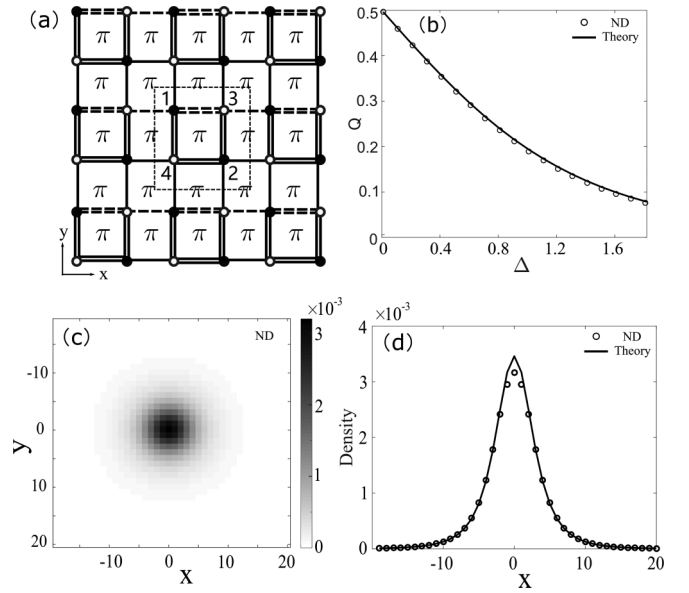 (a)
π π π π π
π π π π π
1 3
π π π π π
4 2
π π π π π
π π π π π
y
x
(b)
ND
Theory
Q
0.5
0.4
0.3
0.2
0.1
0
0 0.4 0.8 1.2 1.6
Δ
(c)
ND
×10⁻³
3
2
1
0
y
-10
0
10
20
-10 0 10 20
X
(d)
×10⁻³
ND
Theory
Density
4
3
2
1
0
-10 0 10 20
X